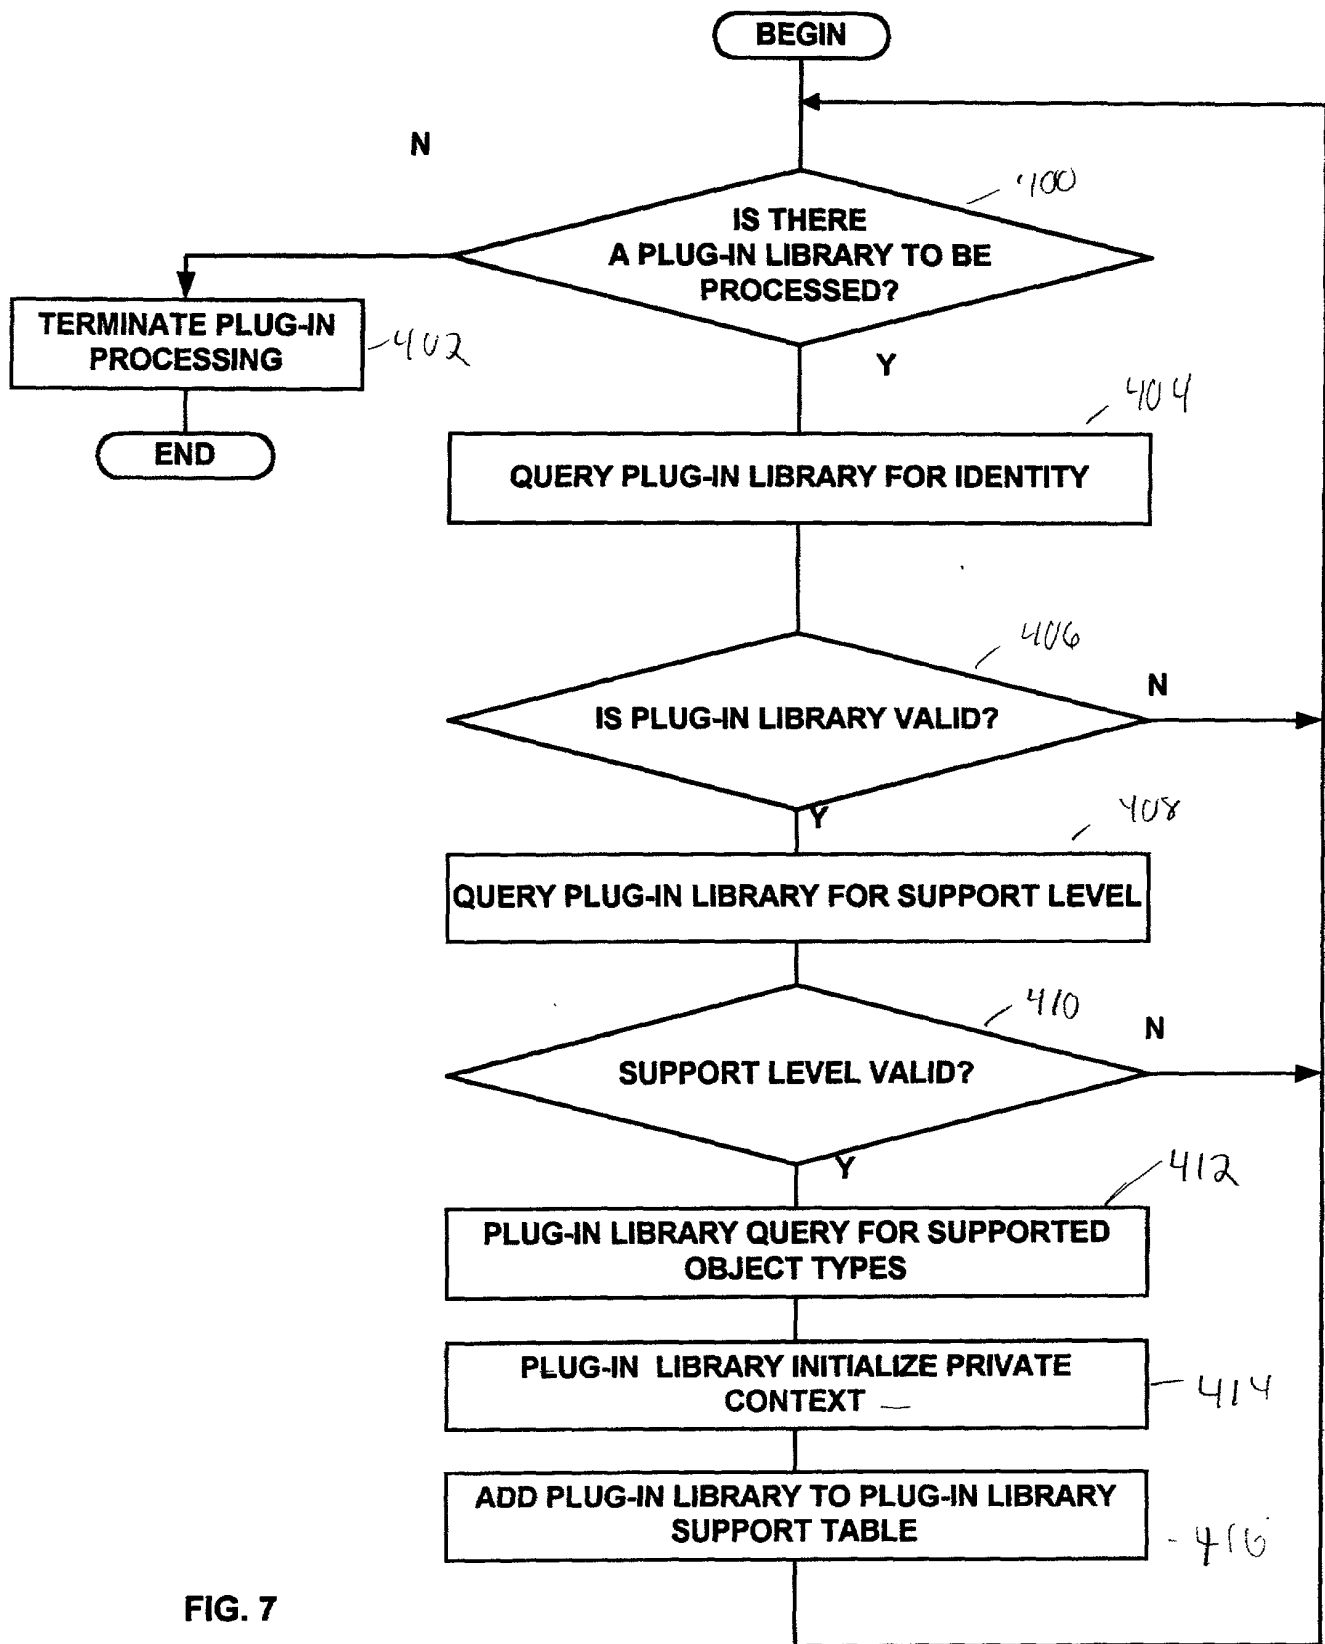 BEGIN
N
400
IS THERE
A PLUG-IN LIBRARY TO BE
PROCESSED?
TERMINATE PLUG-IN
PROCESSING
402
Y
404
END
QUERY PLUG-IN LIBRARY FOR IDENTITY
406
N
IS PLUG-IN LIBRARY VALID?
Y
408
QUERY PLUG-IN LIBRARY FOR SUPPORT LEVEL
410
N
SUPPORT LEVEL VALID?
Y
412
PLUG-IN LIBRARY QUERY FOR SUPPORTED
OBJECT TYPES
PLUG-IN LIBRARY INITIALIZE PRIVATE
CONTEXT
414
ADD PLUG-IN LIBRARY TO PLUG-IN LIBRARY
SUPPORT TABLE
416
FIG. 7